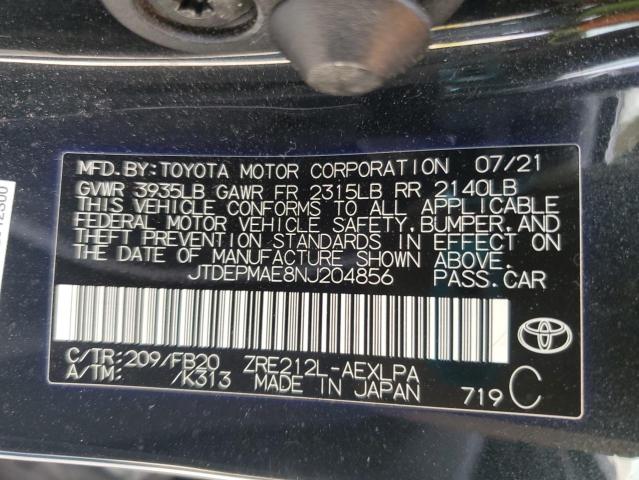 MFD.BY:TOYOTA MOTOR CORPORATION 07/21
GVWR 3935LB GAWR FR 2315LB RR 2140LB
THIS VEHICLE CONFORMS TO ALL APPLICABLE
FEDERAL MOTOR VEHICLE SAFETY,BUMPER,AND
THEFT PREVENTION STANDARDS IN EFFECT ON
THE DATE OF MANUFACTURE SHOWN ABOVE.
JTDEPMAE8NJ204856 PASS.CAR
C/TR:209/FB20 ZRE212L-AEXLPA
A/TM: /K313 MADE IN JAPAN 719 C
TOYOTA